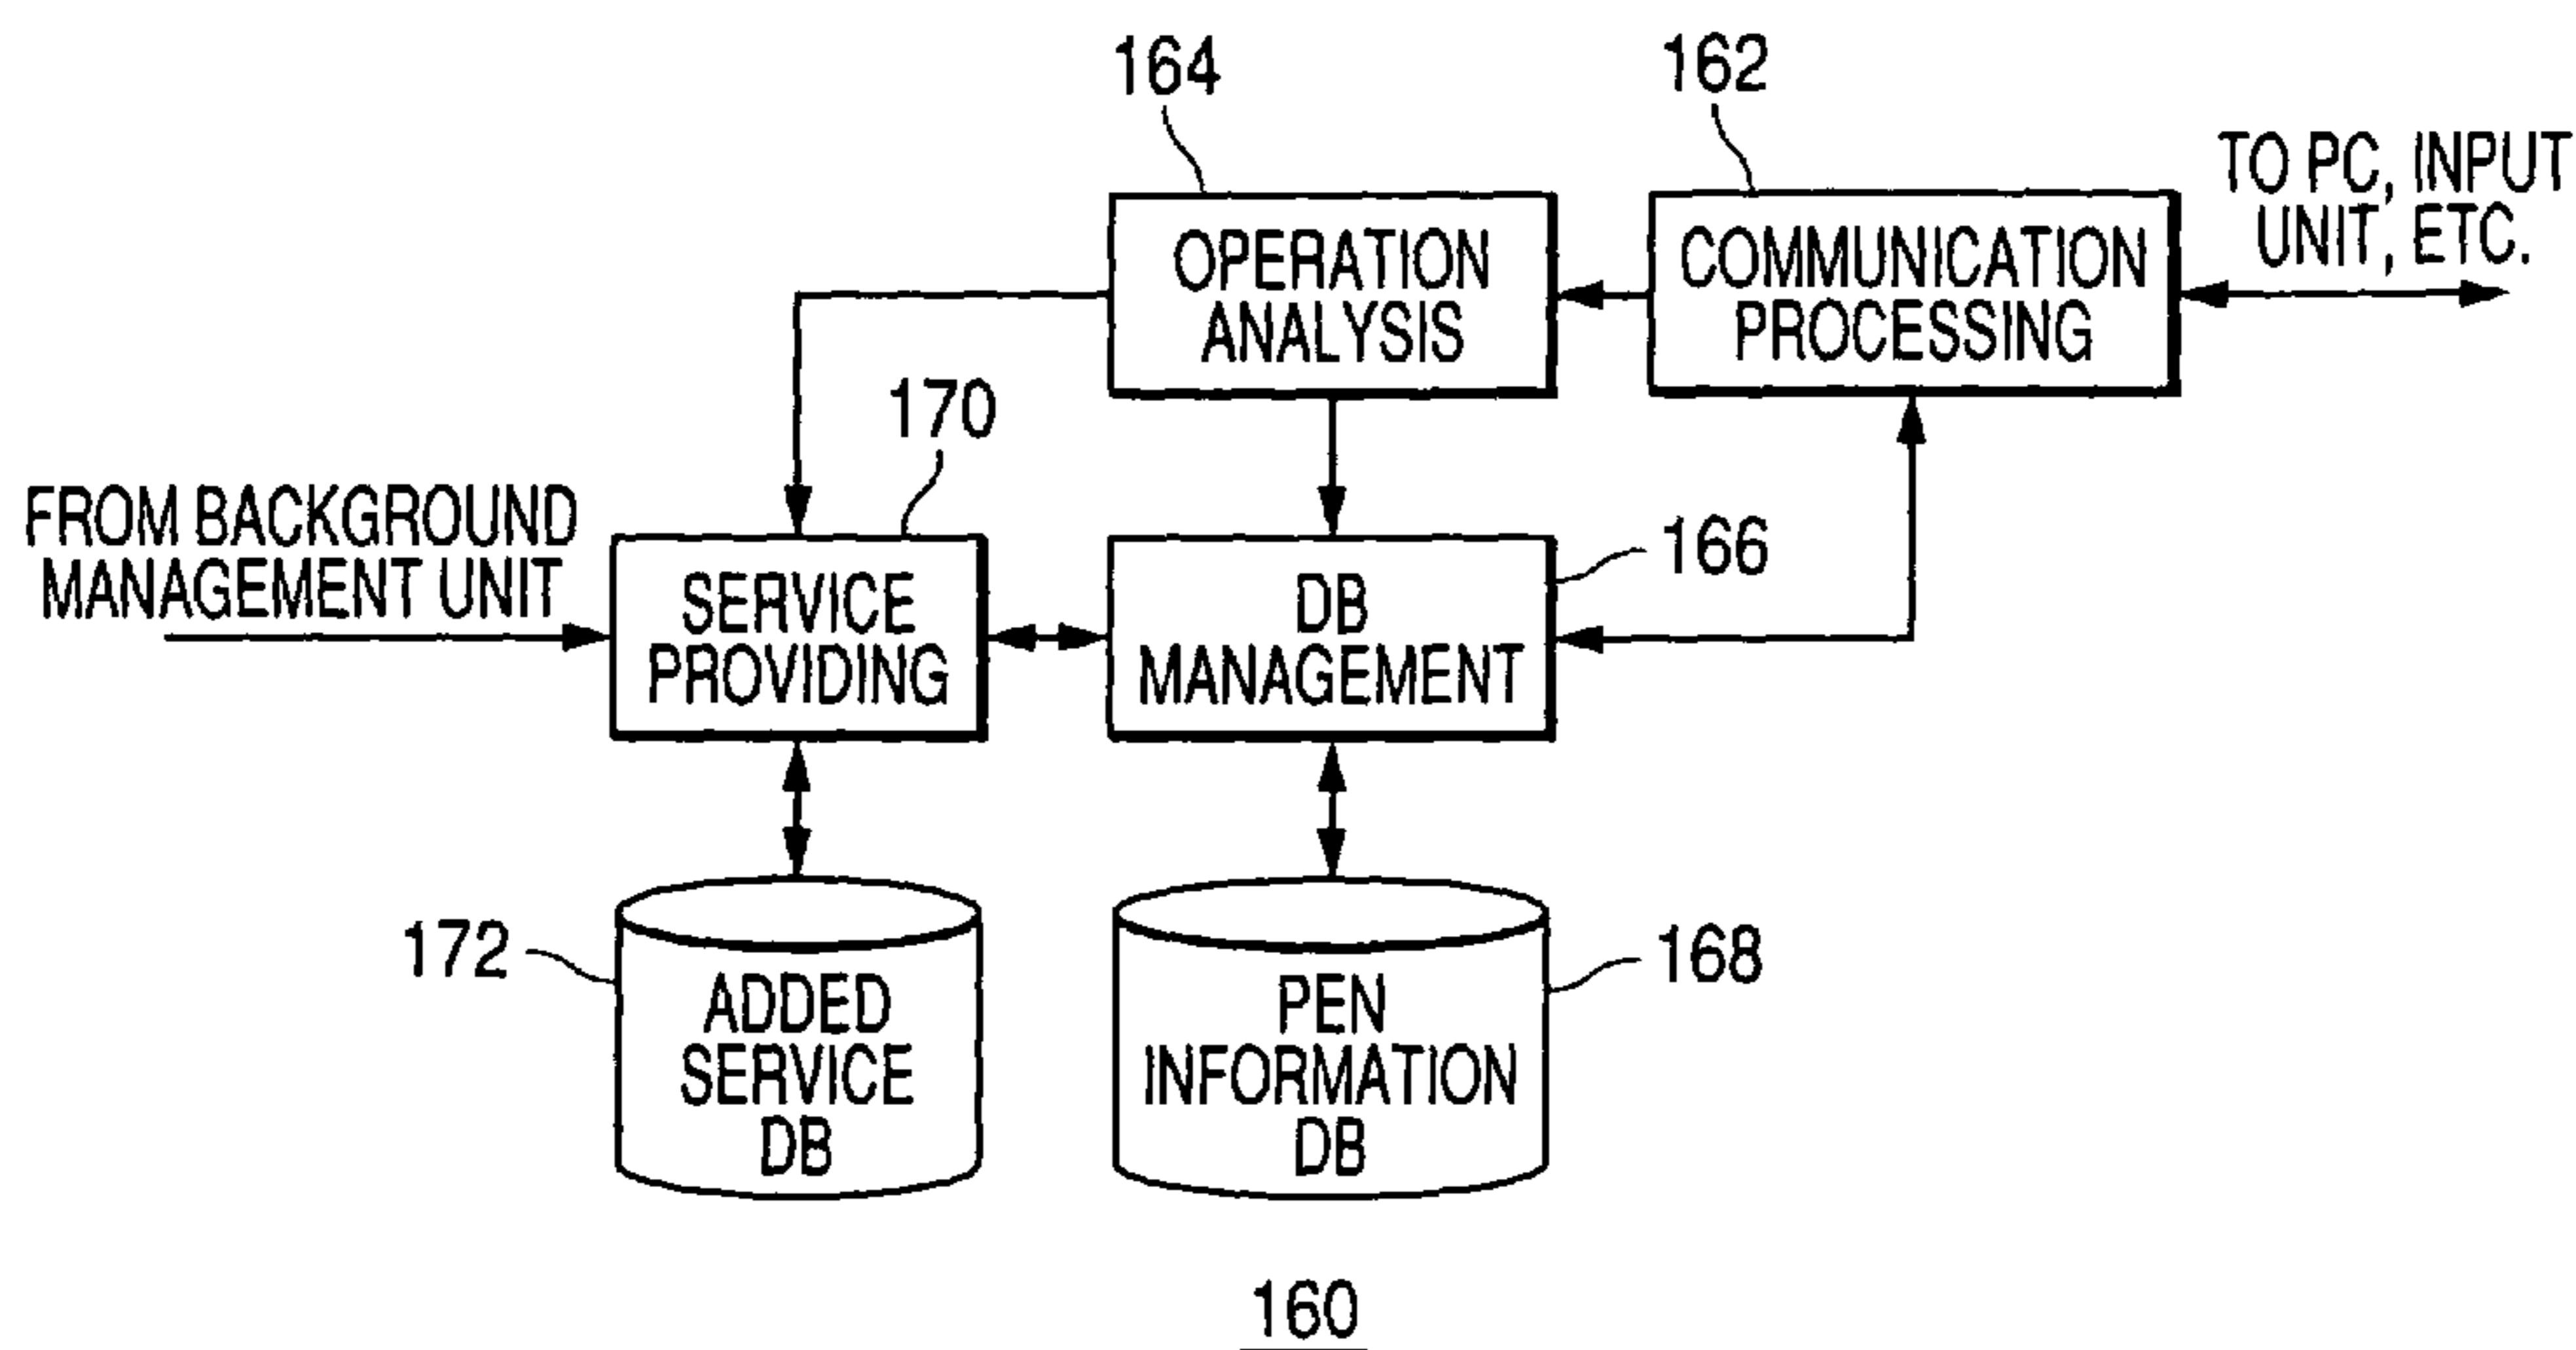 164
162
TO PC, INPUT
UNIT, ETC.
OPERATION
ANALYSIS
COMMUNICATION
PROCESSING
170
FROM BACKGROUND
MANAGEMENT UNIT
166
SERVICE
PROVIDING
DB
MANAGEMENT
172
ADDED
SERVICE
DB
168
PEN
INFORMATION
DB
160